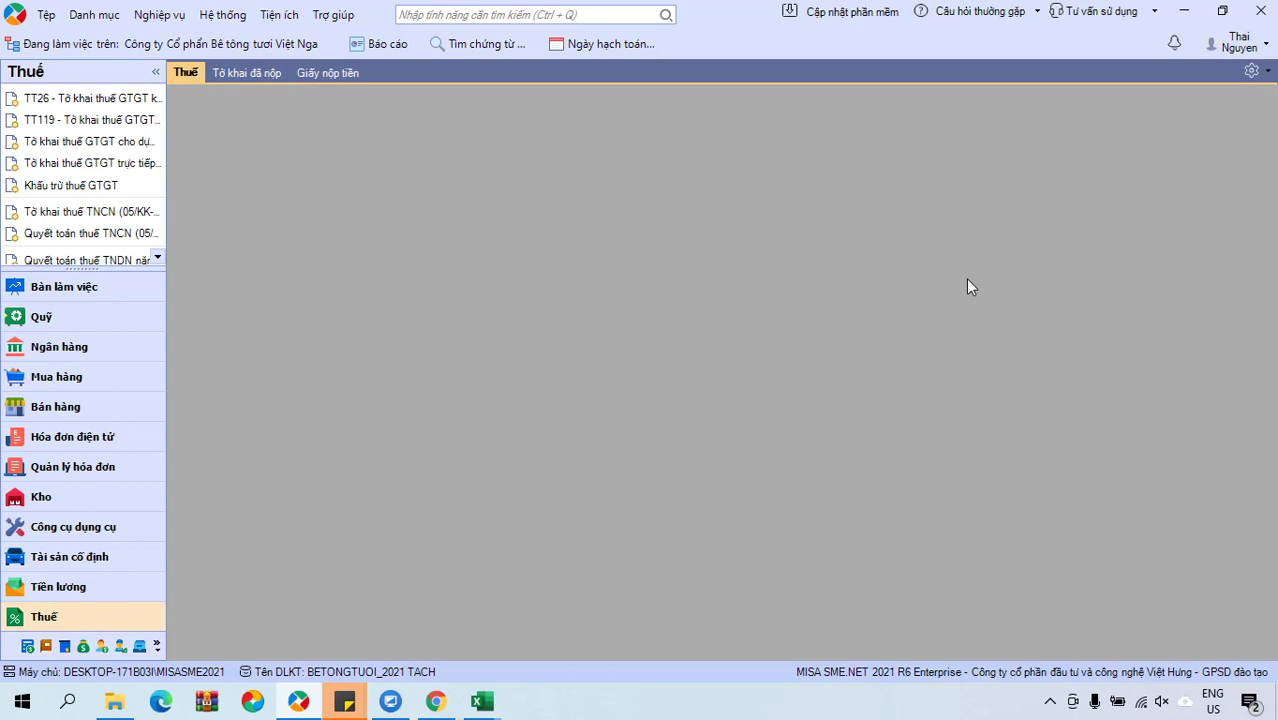 Tệp Danh mục Nghiệp vụ Hệ thống Tiện ích Trợ giúp Nhập tính năng cần tìm kiếm (Ctrl + Q) Cập nhật phần mềm Câu hỏi thường gặp Tư vấn sử dụng
Đang làm việc trên: Công ty Cổ phần Bê tông tươi Việt Nga Báo cáo Tìm chứng từ ... Ngày hạch toán... Thai Nguyen
Thuế « Thuế Tờ khai đã nộp Giấy nộp tiền
TT26 - Tờ khai thuế GTGT k...
TT119 - Tờ khai thuế GTGT...
Tờ khai thuế GTGT cho dự...
Tờ khai thuế GTGT trực tiếp...
Khấu trừ thuế GTGT
Tờ khai thuế TNCN (05/KK-...
Quyết toán thuế TNCN (05/...
Quyết toán thuế TNDN năm
Bàn làm việc
Quỹ
Ngân hàng
Mua hàng
Bán hàng
Hóa đơn điện tử
Quản lý hóa đơn
Kho
Công cụ dụng cụ
Tài sản cố định
Tiền lương
Thuế
Máy chủ: DESKTOP-171B03I\MISASME2021 Tên DLKT: BETONGTUOI_2021 TACH MISA SME.NET 2021 R6 Enterprise - Công ty cổ phần đầu tư và công nghệ Việt Hưng - GPSD đào tạo
ENG
US
2